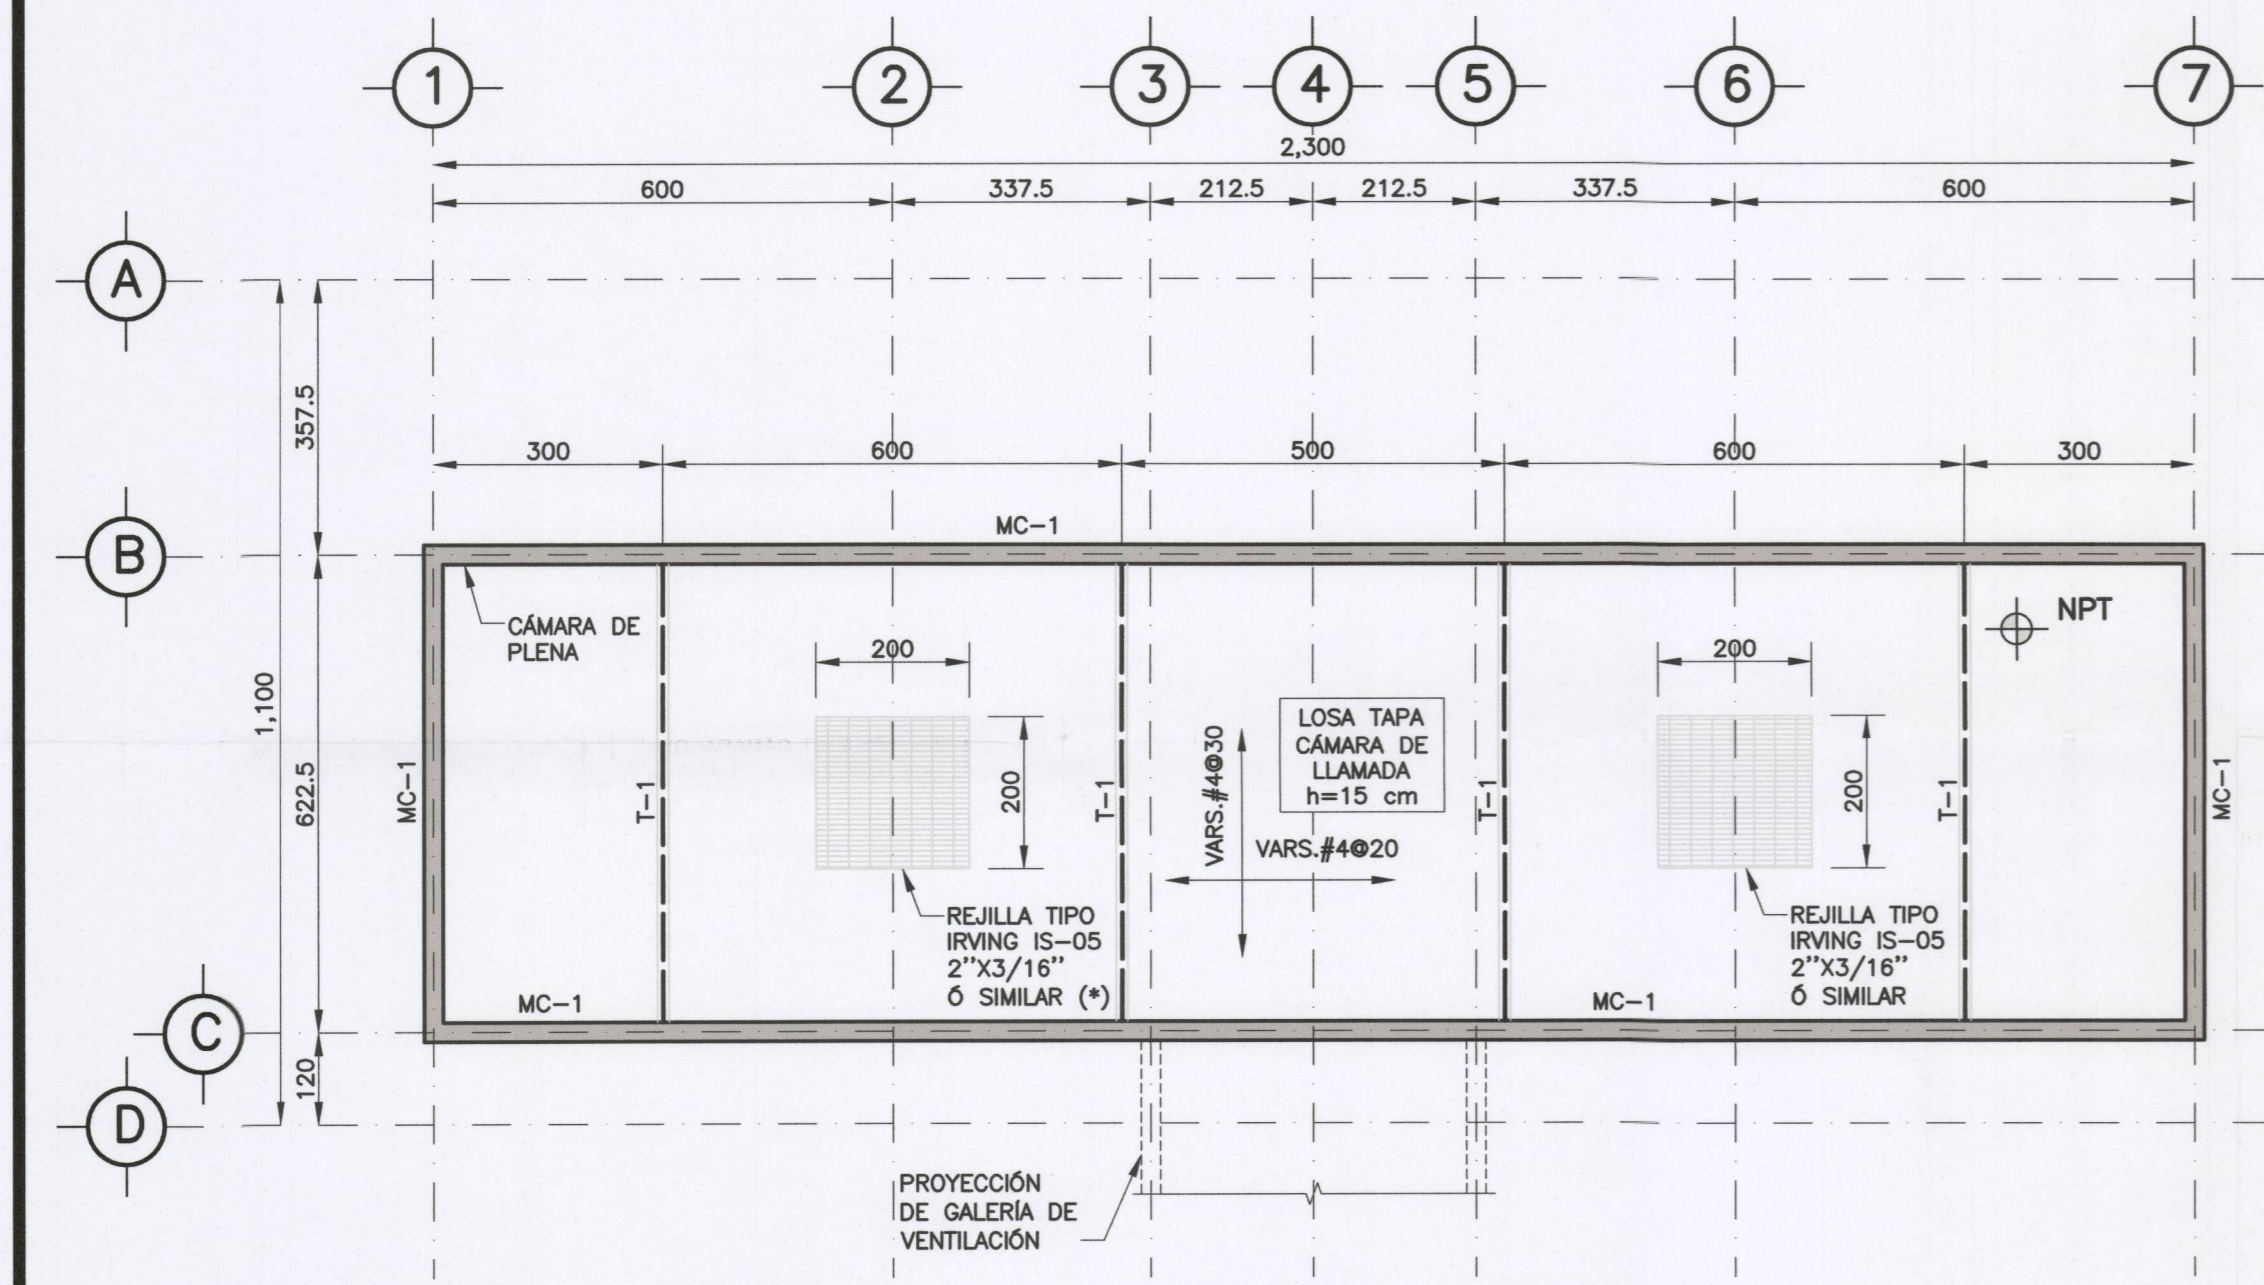 1 2 3 4 5 6 7
2,300
600 337.5 212.5 212.5 337.5 600
A
357.5
300 600 500 600 300
MC-1
B
CÁMARA DE
PLENA
NPT
200
200
1,100
622.5
MC-1
T-1
200
T-1
VARS.#4@30
LOSA TAPA
CÁMARA DE
LLAMADA
h=15 cm
VARS.#4@20
T-1
200
T-1
MC-1
REJILLA TIPO
IRVING IS-05
2''X3/16''
Ó SIMILAR (*)
REJILLA TIPO
IRVING IS-05
2''X3/16''
Ó SIMILAR
MC-1
MC-1
C
120
D
PROYECCIÓN
DE GALERÍA DE
VENTILACIÓN